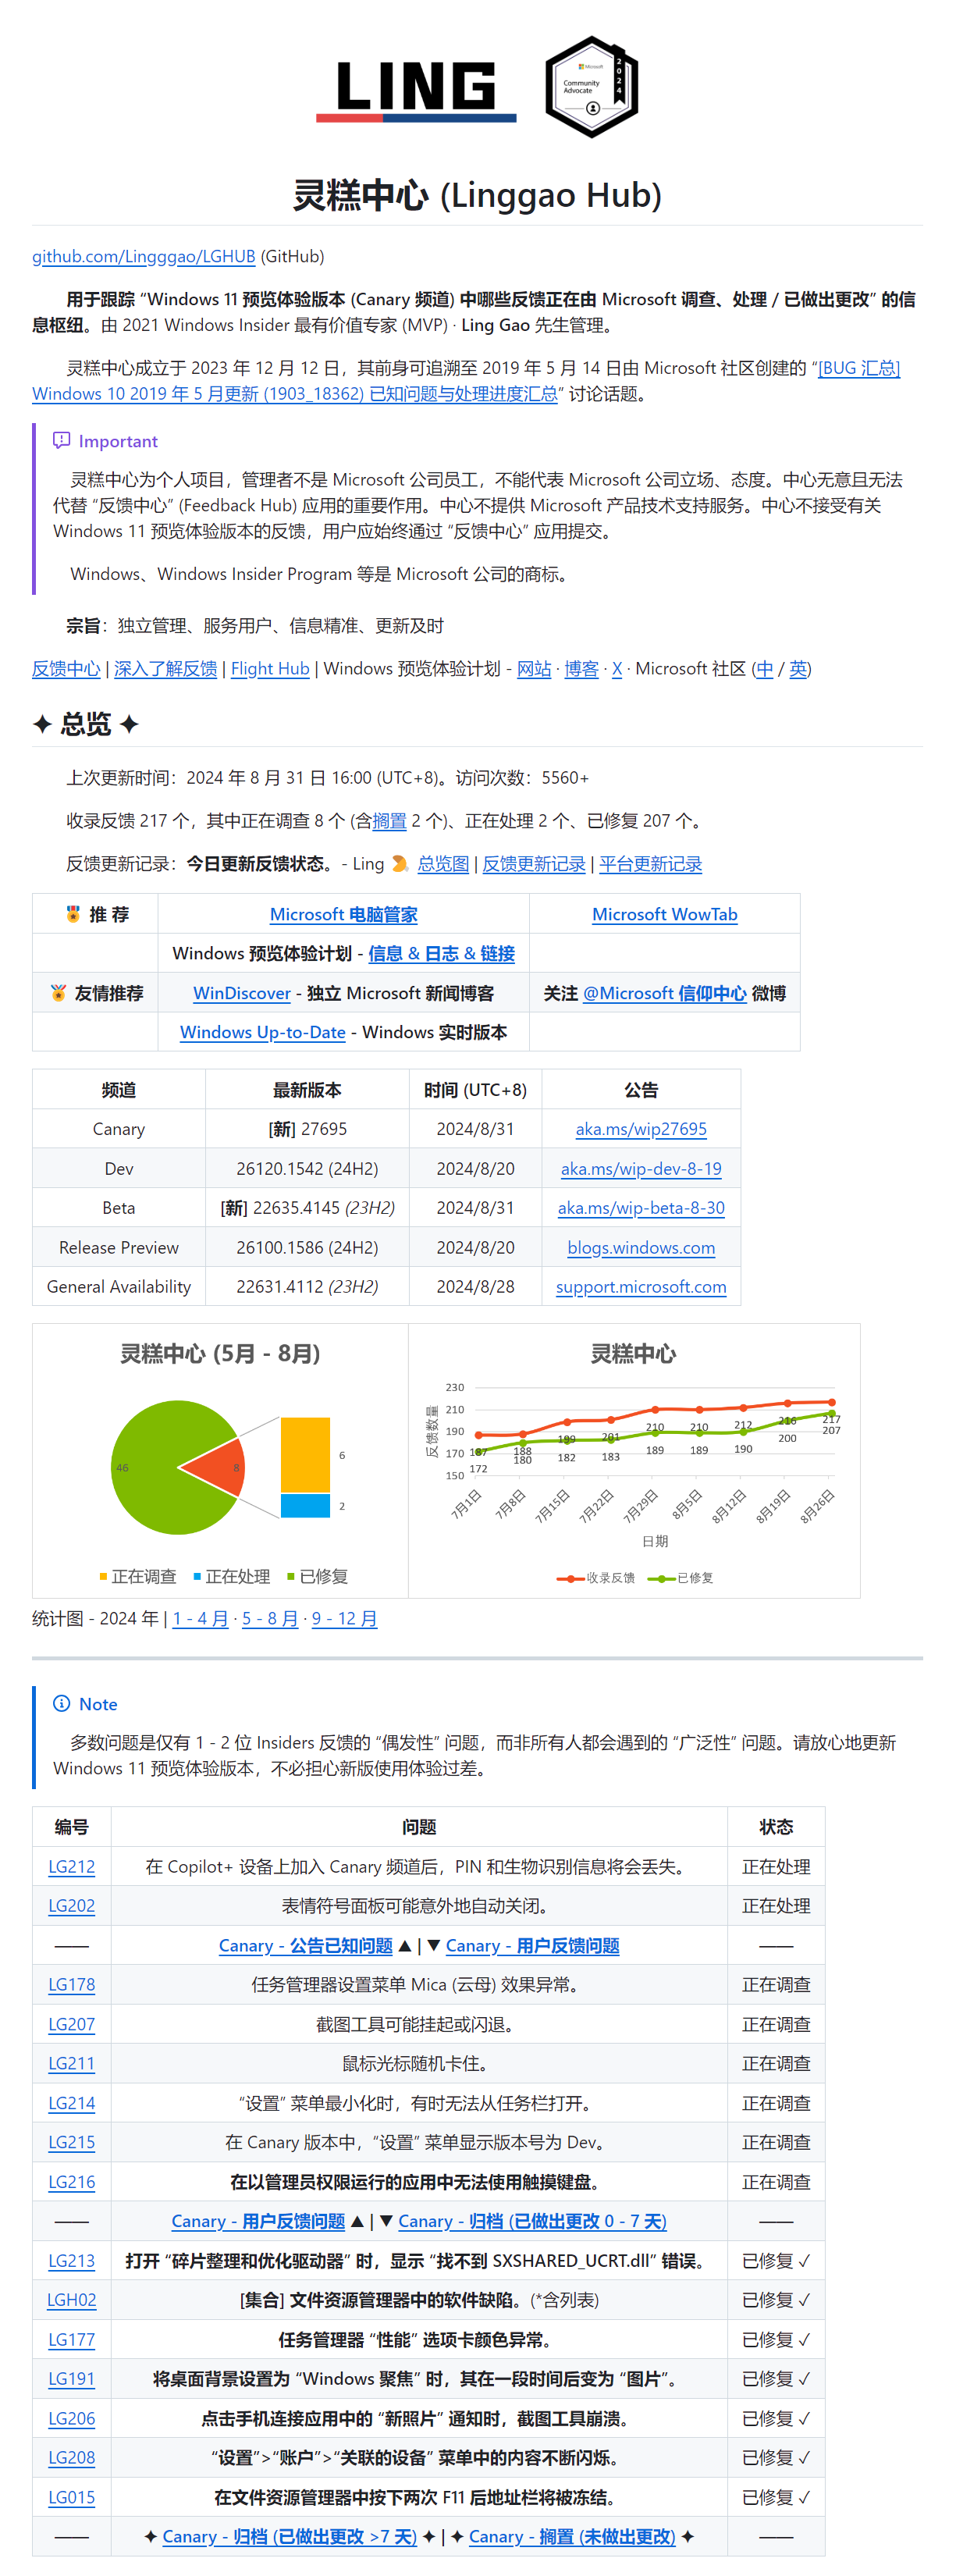 LING
Microsoft
Community
Advocate
2024
灵糕中心 (Linggao Hub)
github.com/Lingggao/LGHUB (GitHub)
用于跟踪 “Windows 11 预览体验版本 (Canary 频道) 中哪些反馈正在由 Microsoft 调查、处理 / 已做出更改” 的信
息枢纽。由 2021 Windows Insider 最有价值专家 (MVP) · Ling Gao 先生管理。
灵糕中心成立于 2023 年 12 月 12 日，其前身可追溯至 2019 年 5 月 14 日由 Microsoft 社区创建的 “[BUG 汇总]
Windows 10 2019 年 5 月更新 (1903_18362) 已知问题与处理进度汇总” 讨论话题。
Important
灵糕中心为个人项目，管理者不是 Microsoft 公司员工，不能代表 Microsoft 公司立场、态度。中心无意且无法
代替 “反馈中心” (Feedback Hub) 应用的重要作用。中心不提供 Microsoft 产品技术支持服务。中心不接受有关
Windows 11 预览体验版本的反馈，用户应始终通过 “反馈中心” 应用提交。
Windows、Windows Insider Program 等是 Microsoft 公司的商标。
宗旨：独立管理、服务用户、信息精准、更新及时
反馈中心 | 深入了解反馈 | Flight Hub | Windows 预览体验计划 - 网站 · 博客 · X · Microsoft 社区 (中 / 英)
✦ 总览 ✦
上次更新时间：2024 年 8 月 31 日 16:00 (UTC+8)。访问次数：5560+
收录反馈 217 个，其中正在调查 8 个 (含搁置 2 个)、正在处理 2 个、已修复 207 个。
反馈更新记录：今日更新反馈状态。- Ling 总览图 | 反馈更新记录 | 平台更新记录
推 荐 Microsoft 电脑管家 Microsoft WowTab
Windows 预览体验计划 - 信息 & 日志 & 链接
友情推荐 WinDiscover - 独立 Microsoft 新闻博客 关注 @Microsoft 信仰中心 微博
Windows Up-to-Date - Windows 实时版本
频道 最新版本 时间 (UTC+8) 公告
Canary [新] 27695 2024/8/31 aka.ms/wip27695
Dev 26120.1542 (24H2) 2024/8/20 aka.ms/wip-dev-8-19
Beta [新] 22635.4145 (23H2) 2024/8/31 aka.ms/wip-beta-8-30
Release Preview 26100.1586 (24H2) 2024/8/20 blogs.windows.com
General Availability 22631.4112 (23H2) 2024/8/28 support.microsoft.com
灵糕中心 (5月 - 8月)
46 8 6
2
正在调查 正在处理 已修复
灵糕中心
反馈数量
230
210
190
170
150
187 188 199 201 210 210 212 216 217
172 180 182 183 189 189 190 200 207
7月1日 7月8日 7月15日 7月22日 7月29日 8月5日 8月12日 8月19日 8月26日
日期
收录反馈 已修复
统计图 - 2024 年 | 1 - 4 月 · 5 - 8 月 · 9 - 12 月
Note
多数问题是仅有 1 - 2 位 Insiders 反馈的 “偶发性” 问题，而非所有人都会遇到的 “广泛性” 问题。请放心地更新
Windows 11 预览体验版本，不必担心新版使用体验过差。
编号 问题 状态
LG212 在 Copilot+ 设备上加入 Canary 频道后，PIN 和生物识别信息将会丢失。 正在处理
LG202 表情符号面板可能意外地自动关闭。 正在处理
—— Canary - 公告已知问题 ▲ | ▼ Canary - 用户反馈问题 ——
LG178 任务管理器设置菜单 Mica (云母) 效果异常。 正在调查
LG207 截图工具可能挂起或闪退。 正在调查
LG211 鼠标光标随机卡住。 正在调查
LG214 “设置” 菜单最小化时，有时无法从任务栏打开。 正在调查
LG215 在 Canary 版本中，“设置” 菜单显示版本号为 Dev。 正在调查
LG216 在以管理员权限运行的应用中无法使用触摸键盘。 正在调查
—— Canary - 用户反馈问题 ▲ | ▼ Canary - 归档 (已做出更改 0 - 7 天) ——
LG213 打开 “碎片整理和优化驱动器” 时，显示 “找不到 SXSHARED_UCRT.dll” 错误。 已修复 ✓
LGH02 [集合] 文件资源管理器中的软件缺陷。(*含列表) 已修复 ✓
LG177 任务管理器 “性能” 选项卡颜色异常。 已修复 ✓
LG191 将桌面背景设置为 “Windows 聚焦” 时，其在一段时间后变为 “图片”。 已修复 ✓
LG206 点击手机连接应用中的 “新照片” 通知时，截图工具崩溃。 已修复 ✓
LG208 “设置”>“账户”>“关联的设备” 菜单中的内容不断闪烁。 已修复 ✓
LG015 在文件资源管理器中按下两次 F11 后地址栏将被冻结。 已修复 ✓
—— ✦ Canary - 归档 (已做出更改 >7 天) ✦ | ✦ Canary - 搁置 (未做出更改) ✦ ——